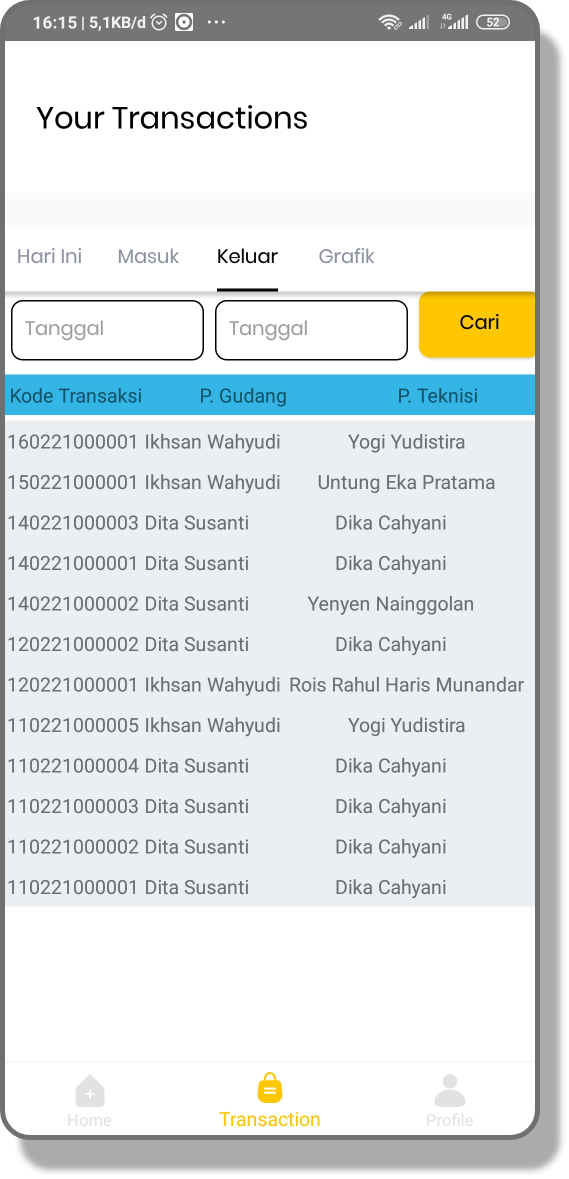 16:15 | 5,1KB/d ... 4G 52
Your Transactions
Hari Ini Masuk Keluar Grafik
Tanggal Tanggal Cari
Kode Transaksi P. Gudang P. Teknisi
160221000001 Ikhsan Wahyudi Yogi Yudistira
150221000001 Ikhsan Wahyudi Untung Eka Pratama
140221000003 Dita Susanti Dika Cahyani
140221000001 Dita Susanti Dika Cahyani
140221000002 Dita Susanti Yenyen Nainggolan
120221000002 Dita Susanti Dika Cahyani
120221000001 Ikhsan Wahyudi Rois Rahul Haris Munandar
110221000005 Ikhsan Wahyudi Yogi Yudistira
110221000004 Dita Susanti Dika Cahyani
110221000003 Dita Susanti Dika Cahyani
110221000002 Dita Susanti Dika Cahyani
110221000001 Dita Susanti Dika Cahyani
Home Transaction Profile